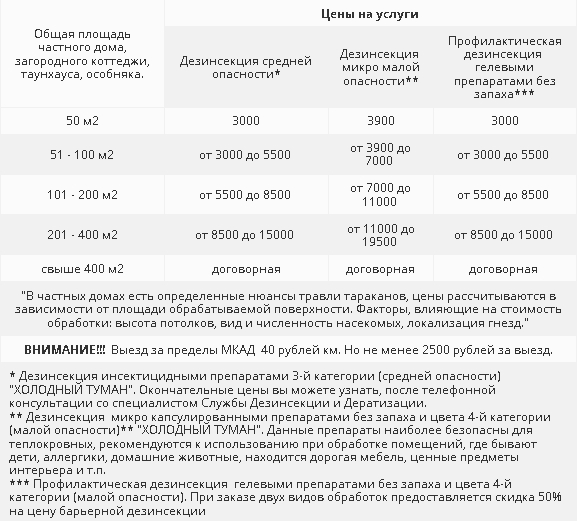 Цены на услуги
Общая площадь
частного дома,
загородного коттеджи,
таунхауса, особняка.
Дезинсекция средней
опасности*
Дезинсекция
микро малой
опасности**
Профилактическая
дезинсекция
гелевыми
препаратами без
запаха***
50 м2 3000 3900 3000
51 - 100 м2 от 3000 до 5500 от 3900 до
7000 от 3000 до 5500
101 - 200 м2 от 5500 до 8500 от 7000 до
11000 от 5500 до 8500
201 - 400 м2 от 8500 до 15000 от 11000 до
19500 от 8500 до 15000
свыше 400 м2 договорная договорная договорная
"В частных домах есть определенные нюансы травли тараканов, цены рассчитываются в
зависимости от площади обрабатываемой поверхности. Факторы, влияющие на стоимость
обработки: высота потолков, вид и численность насекомых, локализация гнезд."
ВНИМАНИЕ!!! Выезд за пределы МКАД 40 рублей км. Но не менее 2500 рублей за выезд.
* Дезинсекция инсектицидными препаратами 3-й категории (средней опасности)
"ХОЛОДНЫЙ ТУМАН". Окончательные цены вы можете узнать, после телефонной
консультации со специалистом Службы Дезинсекции и Дератизации.
** Дезинсекция микро капсулированными препаратами без запаха и цвета 4-й категории
(малой опасности)** "ХОЛОДНЫЙ ТУМАН". Данные препараты наиболее безопасны для
теплокровных, рекомендуются к использованию при обработке помещений, где бывают
дети, аллергики, домашние животные, находится дорогая мебель, ценные предметы
интерьера и т.п.
*** Профилактическая дезинсекция гелевыми препаратами без запаха и цвета 4-й
категории (малой опасности). При заказе двух видов обработок предоставляется скидка 50%
на цену барьерной дезинсекции